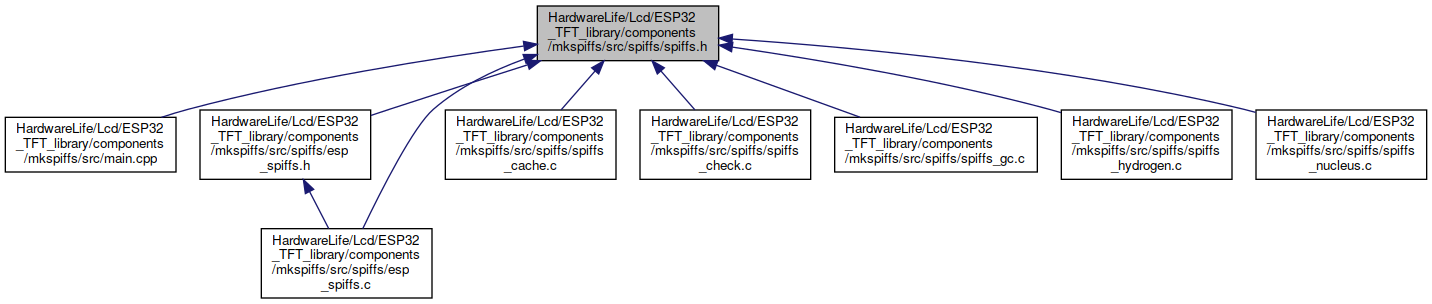 HardwareLife/Lcd/ESP32
_TFT_library/components
/mkspiffs/src/spiffs/spiffs.h
HardwareLife/Lcd/ESP32
_TFT_library/components
/mkspiffs/src/main.cpp
HardwareLife/Lcd/ESP32
_TFT_library/components
/mkspiffs/src/spiffs/esp
_spiffs.h
HardwareLife/Lcd/ESP32
_TFT_library/components
/mkspiffs/src/spiffs/spiffs
_cache.c
HardwareLife/Lcd/ESP32
_TFT_library/components
/mkspiffs/src/spiffs/spiffs
_check.c
HardwareLife/Lcd/ESP32
_TFT_library/components
/mkspiffs/src/spiffs/spiffs_gc.c
HardwareLife/Lcd/ESP32
_TFT_library/components
/mkspiffs/src/spiffs/spiffs
_hydrogen.c
HardwareLife/Lcd/ESP32
_TFT_library/components
/mkspiffs/src/spiffs/spiffs
_nucleus.c
HardwareLife/Lcd/ESP32
_TFT_library/components
/mkspiffs/src/spiffs/esp
_spiffs.c